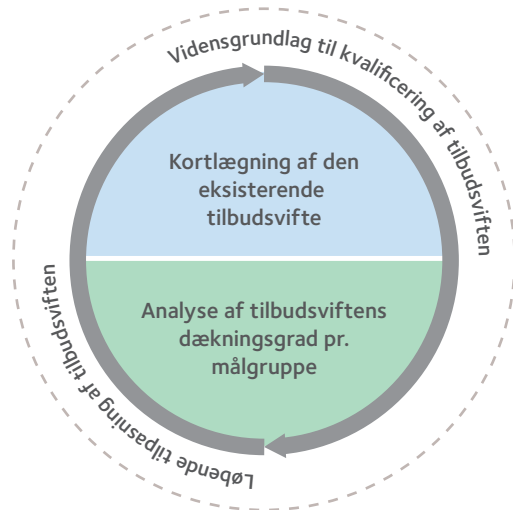 Vidensgrundlag til kvalificering af tilbudsviften
Kortlægning af den
eksisterende
tilbudsvifte
Analyse af tilbudsviftens
dækningsgrad pr.
målgruppe
Løbende tilpasning af tilbudsviften